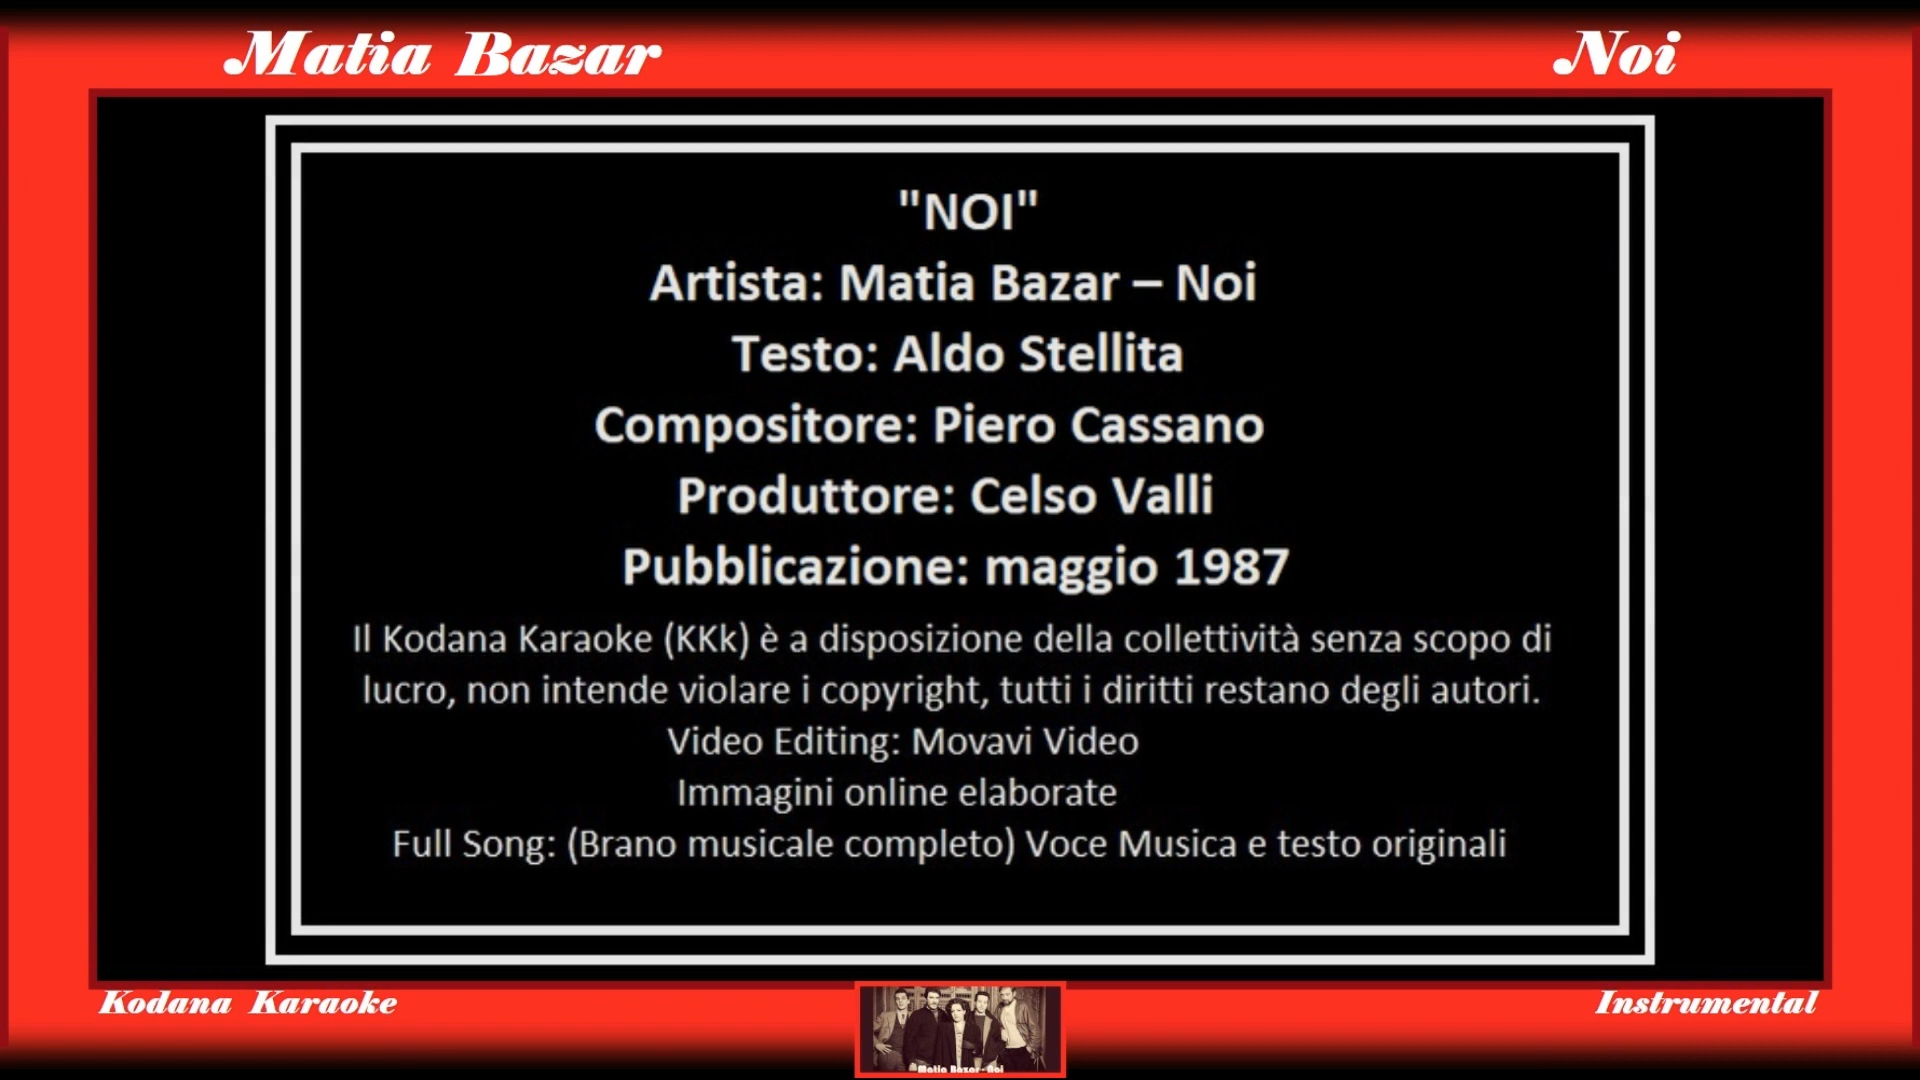 Matia Bazar
Noi
"NOI"
Artista: Matia Bazar – Noi
Testo: Aldo Stellita
Compositore: Piero Cassano
Produttore: Celso Valli
Pubblicazione: maggio 1987
Il Kodana Karaoke (KKk) è a disposizione della collettività senza scopo di
lucro, non intende violare i copyright, tutti i diritti restano degli autori.
Video Editing: Movavi Video
Immagini online elaborate
Full Song: (Brano musicale completo) Voce Musica e testo originali
Kodana Karaoke
Instrumental
Matia Bazar- Noi